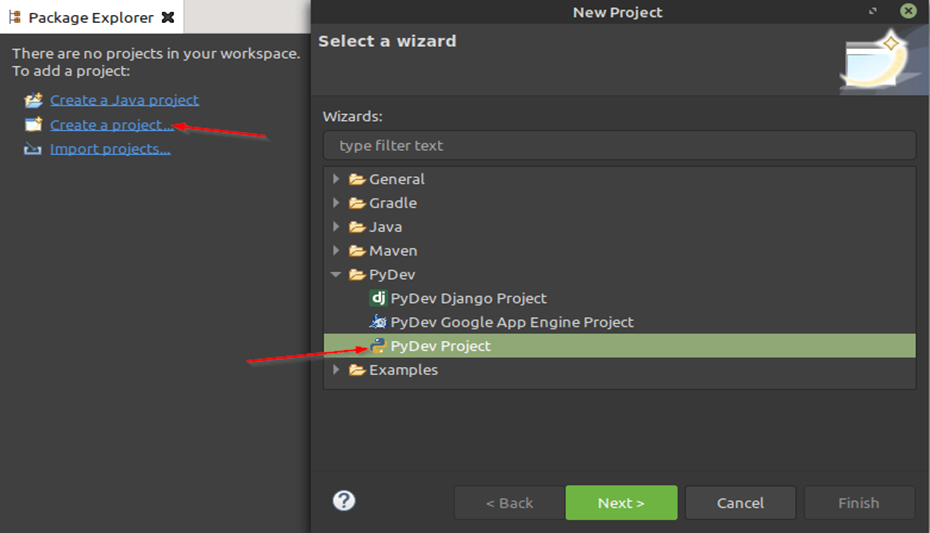 Package Explorer
There are no projects in your workspace.
To add a project:
Create a Java project
Create a project...
Import projects...
New Project
Select a wizard
Wizards:
type filter text
General
Gradle
Java
Maven
PyDev
dj PyDev Django Project
PyDev Google App Engine Project
PyDev Project
Examples
?
< Back
Next >
Cancel
Finish